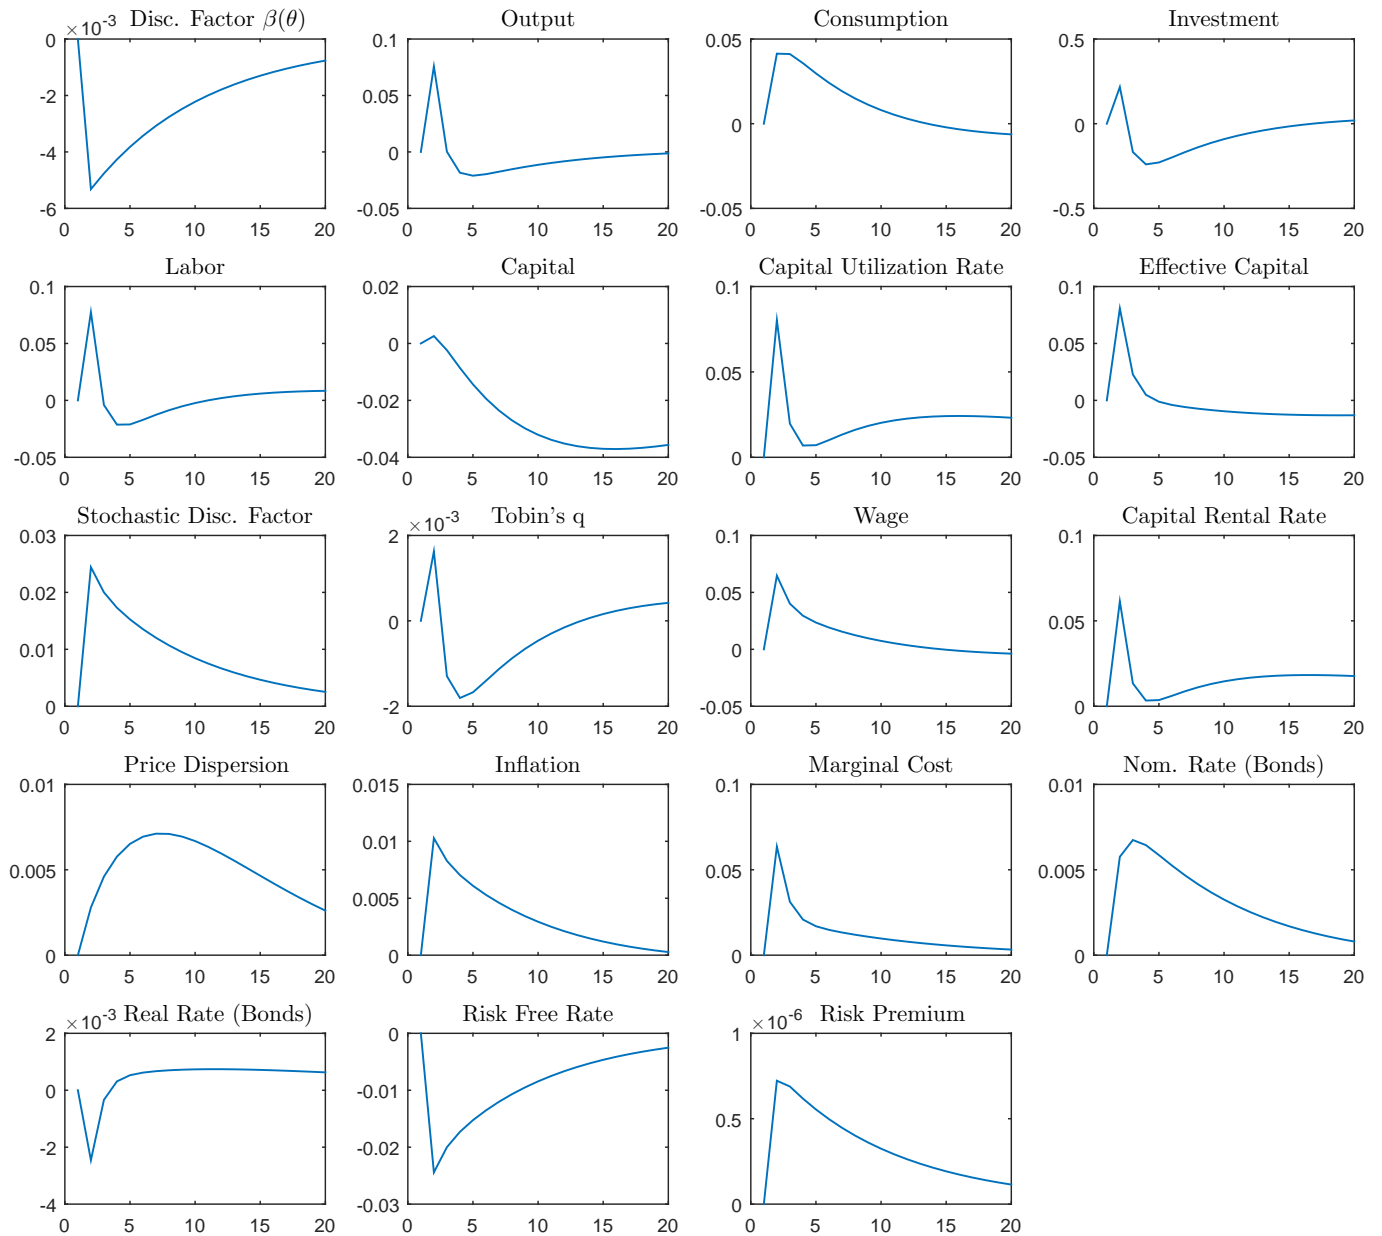 ×10^-3 Disc. Factor β(θ)
0
-2
-4
-6
0 5 10 15 20
Output
0.1
0.05
0
-0.05
0 5 10 15 20
Consumption
0.05
0
-0.05
0 5 10 15 20
Investment
0.5
0
-0.5
0 5 10 15 20
Labor
0.1
0.05
0
-0.05
0 5 10 15 20
Capital
0.02
0
-0.02
-0.04
0 5 10 15 20
Capital Utilization Rate
0.1
0.05
0
0 5 10 15 20
Effective Capital
0.1
0.05
0
-0.05
0 5 10 15 20
Stochastic Disc. Factor
0.03
0.02
0.01
0
0 5 10 15 20
×10^-3 Tobin's q
2
0
-2
0 5 10 15 20
Wage
0.1
0.05
0
-0.05
0 5 10 15 20
Capital Rental Rate
0.1
0.05
0
0 5 10 15 20
Price Dispersion
0.01
0.005
0
0 5 10 15 20
Inflation
0.015
0.01
0.005
0
0 5 10 15 20
Marginal Cost
0.1
0.05
0
0 5 10 15 20
Nom. Rate (Bonds)
0.01
0.005
0
0 5 10 15 20
×10^-3 Real Rate (Bonds)
2
0
-2
-4
0 5 10 15 20
Risk Free Rate
0
-0.01
-0.02
-0.03
0 5 10 15 20
×10^-6 Risk Premium
1
0.5
0
0 5 10 15 20